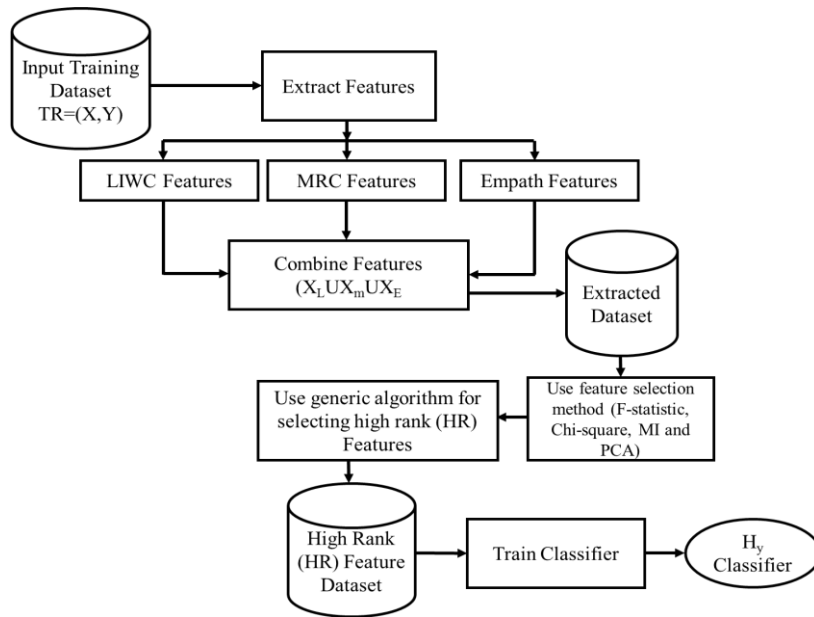 Input Training
Dataset
TR=(X,Y)
Extract Features
LIWC Features
MRC Features
Empath Features
Combine Features
(XLUXmUXE
Extracted
Dataset
Use feature selection
method (F-statistic,
Chi-square, MI and
PCA)
Use generic algorithm for
selecting high rank (HR)
Features
High Rank
(HR) Feature
Dataset
Train Classifier
Hy
Classifier